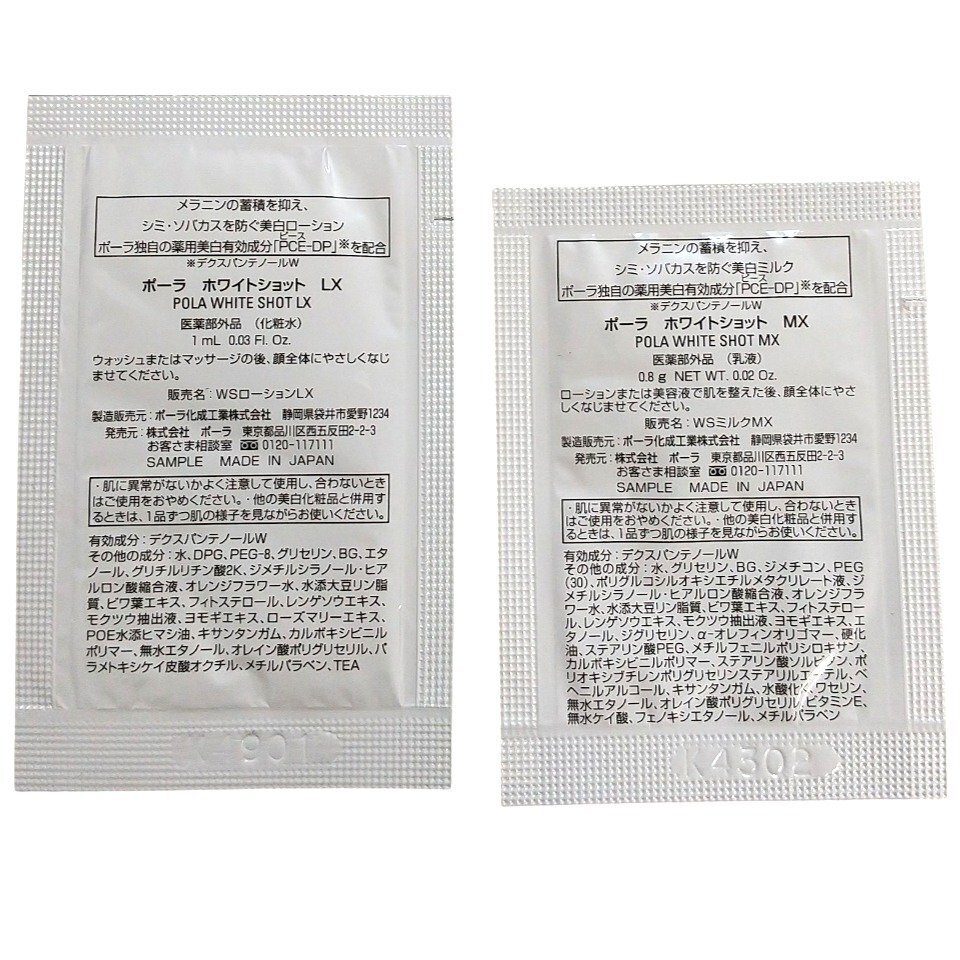 メラニンの蓄積を抑え、
シミ・ソバカスを防ぐ美白ローション
ピース
ポーラ独自の薬用美白有効成分「PCE-DP」※を配合
※デクスパンテノールW
ポーラ ホワイトショット LX
POLA WHITE SHOT LX
医薬部外品 （化粧水）
1 mL 0.03 Fl. Oz.
ウォッシュまたはマッサージの後、顔全体にやさしくなじ
ませてください。
販売名：WSローションLX
製造販売元：ポーラ化成工業株式会社 静岡県袋井市愛野1234
発売元：株式会社 ポーラ 東京都品川区西五反田2-2-3
お客さま相談室 0120-117111
SAMPLE MADE IN JAPAN
・肌に異常がないかよく注意して使用し、合わないとき
はご使用をおやめください。・他の美白化粧品と併用す
るときは、1品ずつ肌の様子を見ながらお使いください。
有効成分：デクスパンテノールW
その他の成分：水、DPG、PEG-8、グリセリン、BG、エタ
ノール、グリチルリチン酸2K、ジメチルシラノール・ヒア
ルロン酸縮合液、オレンジフラワー水、水添大豆リン脂
質、ビワ葉エキス、フィトステロール、レンゲソウエキス、
モクツウ抽出液、ヨモギエキス、ローズマリーエキス、
POE水添ヒマシ油、キサンタンガム、カルボキシビニル
ポリマー、無水エタノール、オレイン酸ポリグリセリル、パ
ラメトキシケイ皮酸オクチル、メチルパラベン、TEA
901
メラニンの蓄積を抑え、
シミ・ソバカスを防ぐ美白ミルク
ピース
ポーラ独自の薬用美白有効成分「PCE-DP」※を配合
※デクスパンテノールW
ポーラ ホワイトショット MX
POLA WHITE SHOT MX
医薬部外品 （乳液）
0.8 g NET WT. 0.02 Oz.
ローションまたは美容液で肌を整えた後、顔全体にやさ
しくなじませてください。
販売名：WSミルクMX
製造販売元：ポーラ化成工業株式会社 静岡県袋井市愛野1234
発売元：株式会社 ポーラ 東京都品川区西五反田2-2-3
お客さま相談室 0120-117111
SAMPLE MADE IN JAPAN
・肌に異常がないかよく注意して使用し、合わないとき
はご使用をおやめください。・他の美白化粧品と併用す
るときは、1品ずつ肌の様子を見ながらお使いください。
有効成分：デクスパンテノールW
その他の成分：水、グリセリン、BG、ジメチコン、PEG
(30)、ポリグルコシルオキシエチルメタクリレート液、ジ
メチルシラノール・ヒアルロン酸縮合液、オレンジフラ
ワー水、水添大豆リン脂質、ビワ葉エキス、フィトステロー
ル、レンゲソウエキス、モクツウ抽出液、ヨモギエキス、エ
タノール、ジグリセリン、α-オレフィンオリゴマー、硬化
油、ステアリン酸PEG、メチルフェニルポリシロキサン、
カルボキシビニルポリマー、ステアリン酸ソルビタン、ポ
リオキシブチレンポリグリセリンステアリルエーテル、ベ
ヘニルアルコール、キサンタンガム、水酸化K、ワセリン、
無水エタノール、オレイン酸ポリグリセリル、ビタミンE、
無水ケイ酸、フェノキシエタノール、メチルパラベン
K4302